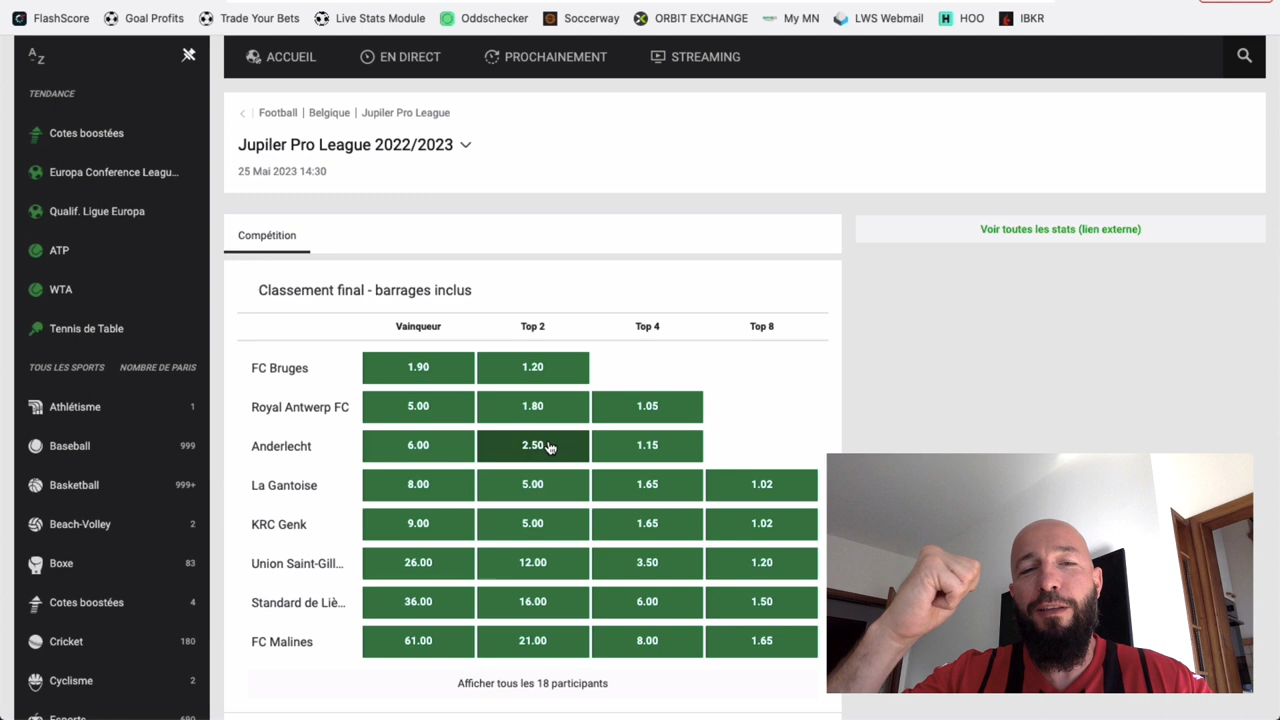 FlashScore Goal Profits Trade Your Bets Live Stats Module Oddschecker Soccerway ORBIT EXCHANGE My MN LWS Webmail HOO IBKR
AZ
ACCUEIL EN DIRECT PROCHAINEMENT STREAMING
TENDANCE
Cotes boostées
Europa Conference Leagu...
Qualif. Ligue Europa
ATP
WTA
Tennis de Table
TOUS LES SPORTS NOMBRE DE PARIS
Athlétisme 1
Baseball 999
Basketball 999+
Beach-Volley 2
Boxe 83
Cotes boostées 4
Cricket 180
Cyclisme 2
Esports 690
Football | Belgique | Jupiler Pro League
Jupiler Pro League 2022/2023
25 Mai 2023 14:30
Compétition
Voir toutes les stats (lien externe)
Classement final - barrages inclus
Vainqueur Top 2 Top 4 Top 8
FC Bruges 1.90 1.20
Royal Antwerp FC 5.00 1.80 1.05
Anderlecht 6.00 2.50 1.15
La Gantoise 8.00 5.00 1.65 1.02
KRC Genk 9.00 5.00 1.65 1.02
Union Saint-Gill... 26.00 12.00 3.50 1.20
Standard de Liè... 36.00 16.00 6.00 1.50
FC Malines 61.00 21.00 8.00 1.65
Afficher tous les 18 participants